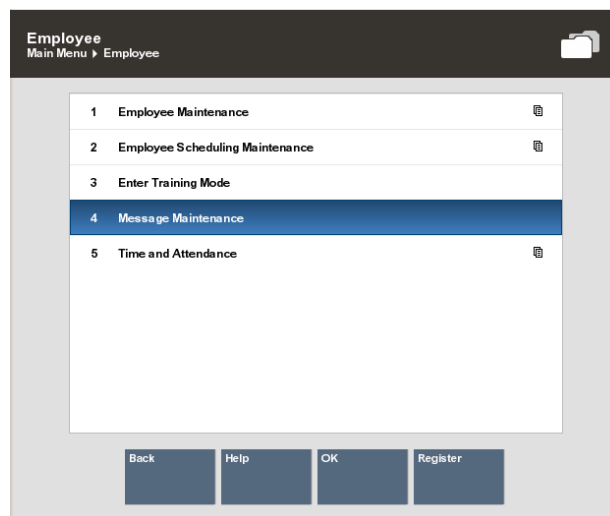 Employee
Main Menu ▸ Employee
1 Employee Maintenance
2 Employee Scheduling Maintenance
3 Enter Training Mode
4 Message Maintenance
5 Time and Attendance
Back Help OK Register